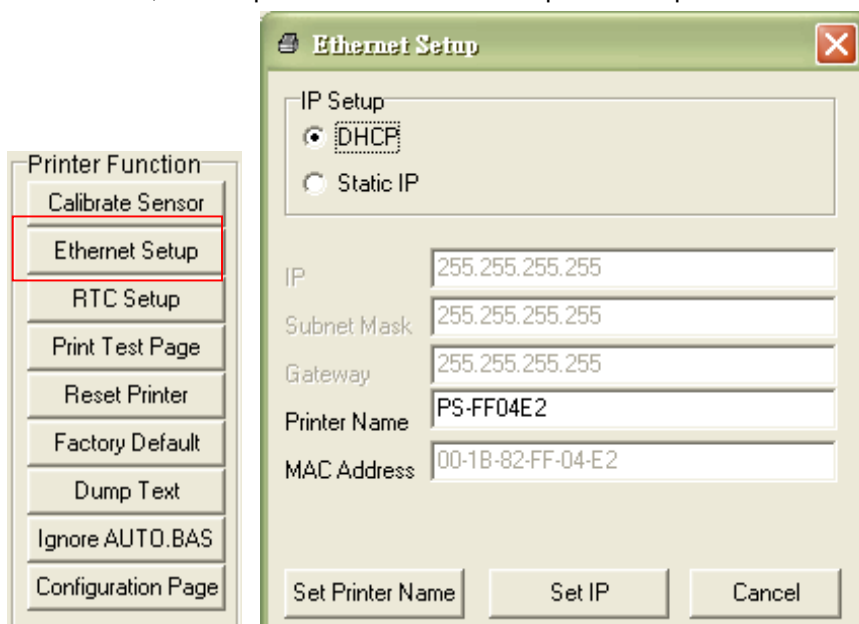 Printer Function
Calibrate Sensor
Ethernet Setup
RTC Setup
Print Test Page
Reset Printer
Factory Default
Dump Text
Ignore AUTO.BAS
Configuration Page
Ethernet Setup
IP Setup
DHCP
Static IP
IP 255.255.255.255
Subnet Mask 255.255.255.255
Gateway 255.255.255.255
Printer Name PS-FF04E2
MAC Address 00-1B-82-FF-04-E2
Set Printer Name Set IP Cancel